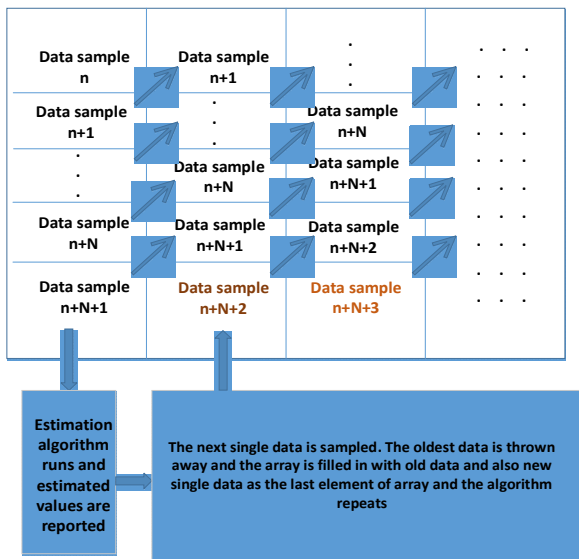 Data sample
n
Data sample
n+1
.
.
.
Data sample
n+N
Data sample
n+N+1
Data sample
n+1
.
.
.
Data sample
n+N
Data sample
n+N+1
Data sample
n+N+2
.
.
.
Data sample
n+N
Data sample
n+N+1
Data sample
n+N+2
Data sample
n+N+3
. . .
. . .
. . .
. . .
. . .
. . .
. . .
. . .
. . .
. . .
. . .
. . .
. . .
Estimation
algorithm
runs and
estimated
values are
reported
The next single data is sampled. The oldest data is thrown
away and the array is filled in with old data and also new
single data as the last element of array and the algorithm
repeats